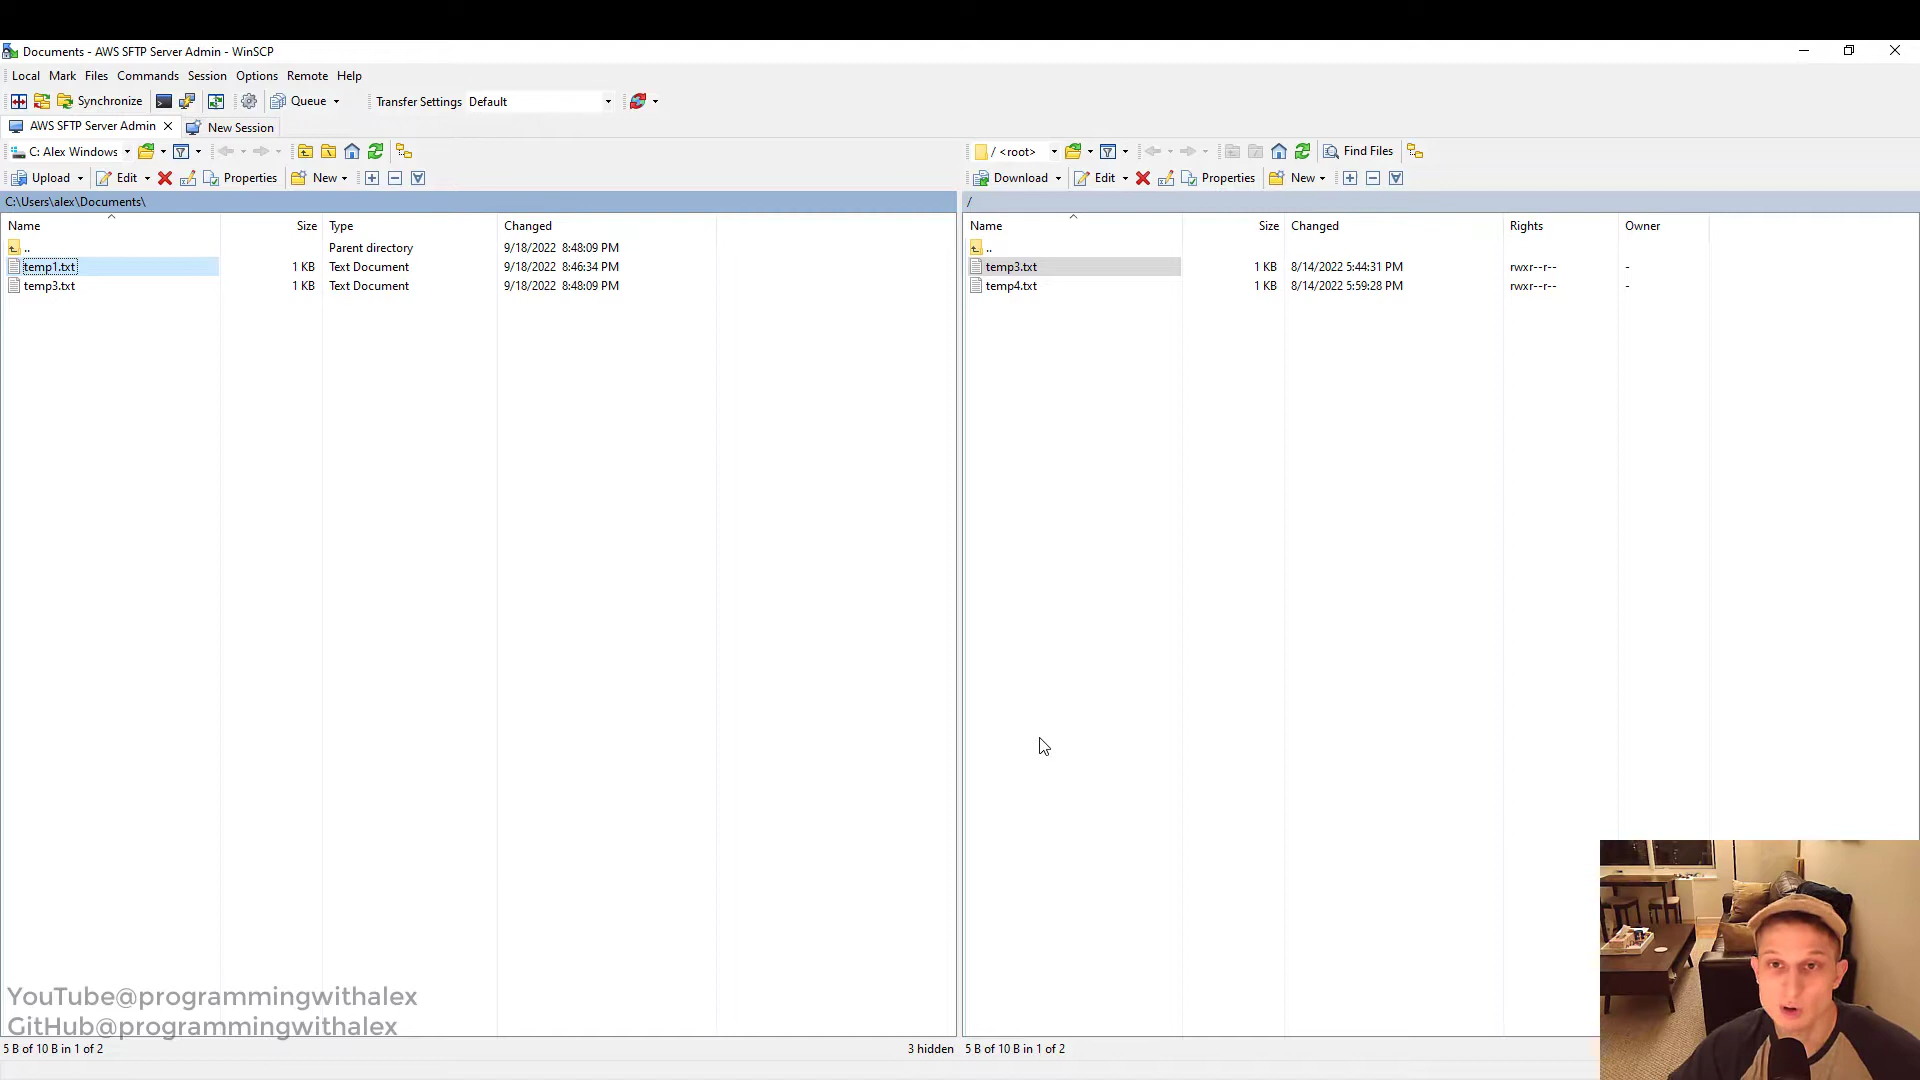 Documents - AWS SFTP Server Admin - WinSCP
Local Mark Files Commands Session Options Remote Help
Synchronize Queue Transfer Settings Default
AWS SFTP Server Admin New Session
C: Alex Windows / <root> Find Files
Upload Edit Properties New Download Edit Properties New
C:\Users\alex\Documents\ /
Name Size Type Changed Name Size Changed Rights Owner
.. Parent directory 9/18/2022 8:48:09 PM ..
temp1.txt 1 KB Text Document 9/18/2022 8:46:34 PM temp3.txt 1 KB 8/14/2022 5:44:31 PM rwxr--r-- -
temp3.txt 1 KB Text Document 9/18/2022 8:48:09 PM temp4.txt 1 KB 8/14/2022 5:59:28 PM rwxr--r-- -
YouTube@programmingwithalex
GitHub@programmingwithalex
5 B of 10 B in 1 of 2 3 hidden 5 B of 10 B in 1 of 2